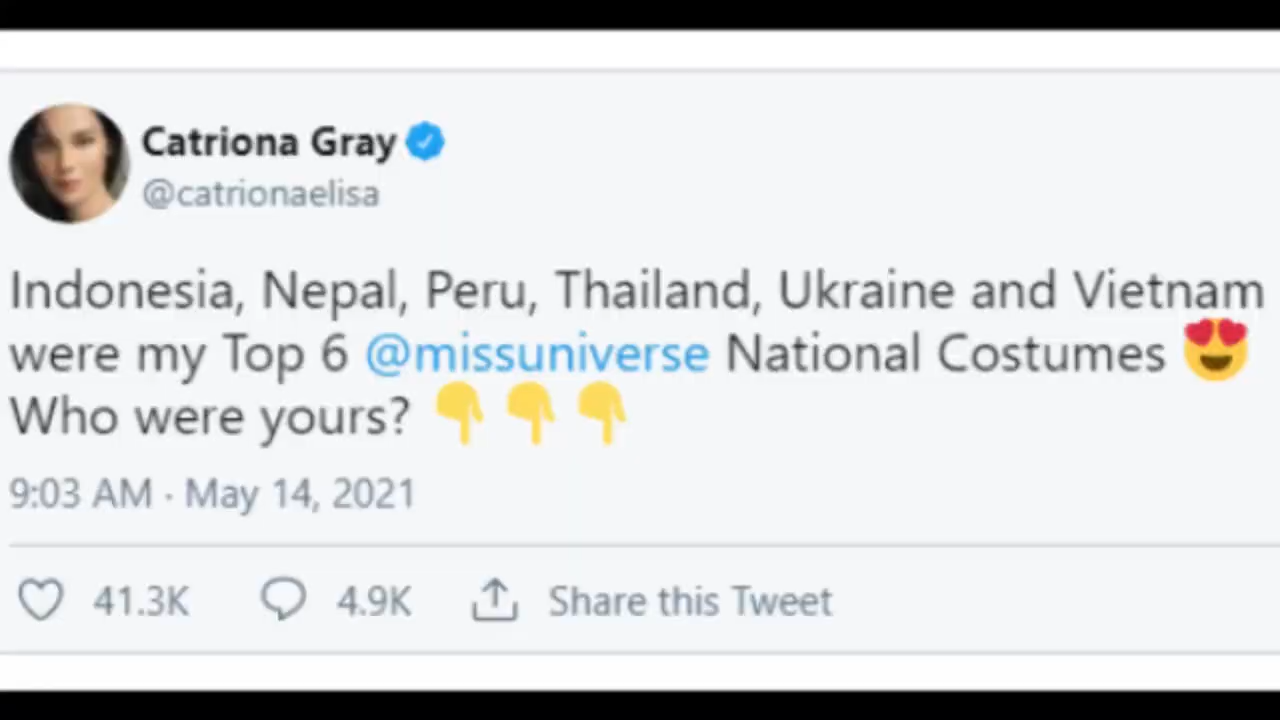 Catriona Gray
@catrionaelisa
Indonesia, Nepal, Peru, Thailand, Ukraine and Vietnam
were my Top 6 @missuniverse National Costumes 😍
Who were yours? 👇👇👇
9:03 AM · May 14, 2021
41.3K 4.9K Share this Tweet